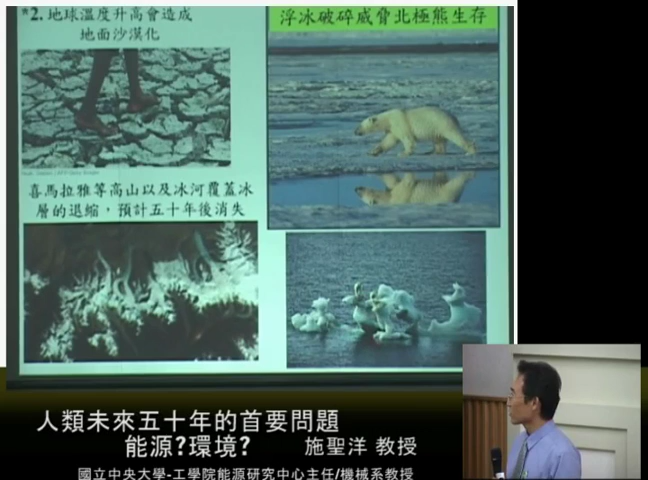 2. 地球溫度升高會造成
地面沙漠化
浮冰破碎威脅北極熊生存
喜馬拉雅等高山以及冰河覆蓋冰
層的退縮，預計五十年後消失
人類未來五十年的首要問題
能源?環境?
施聖洋 教授
國立中央大學-工學院能源研究中心主任/機械系教授